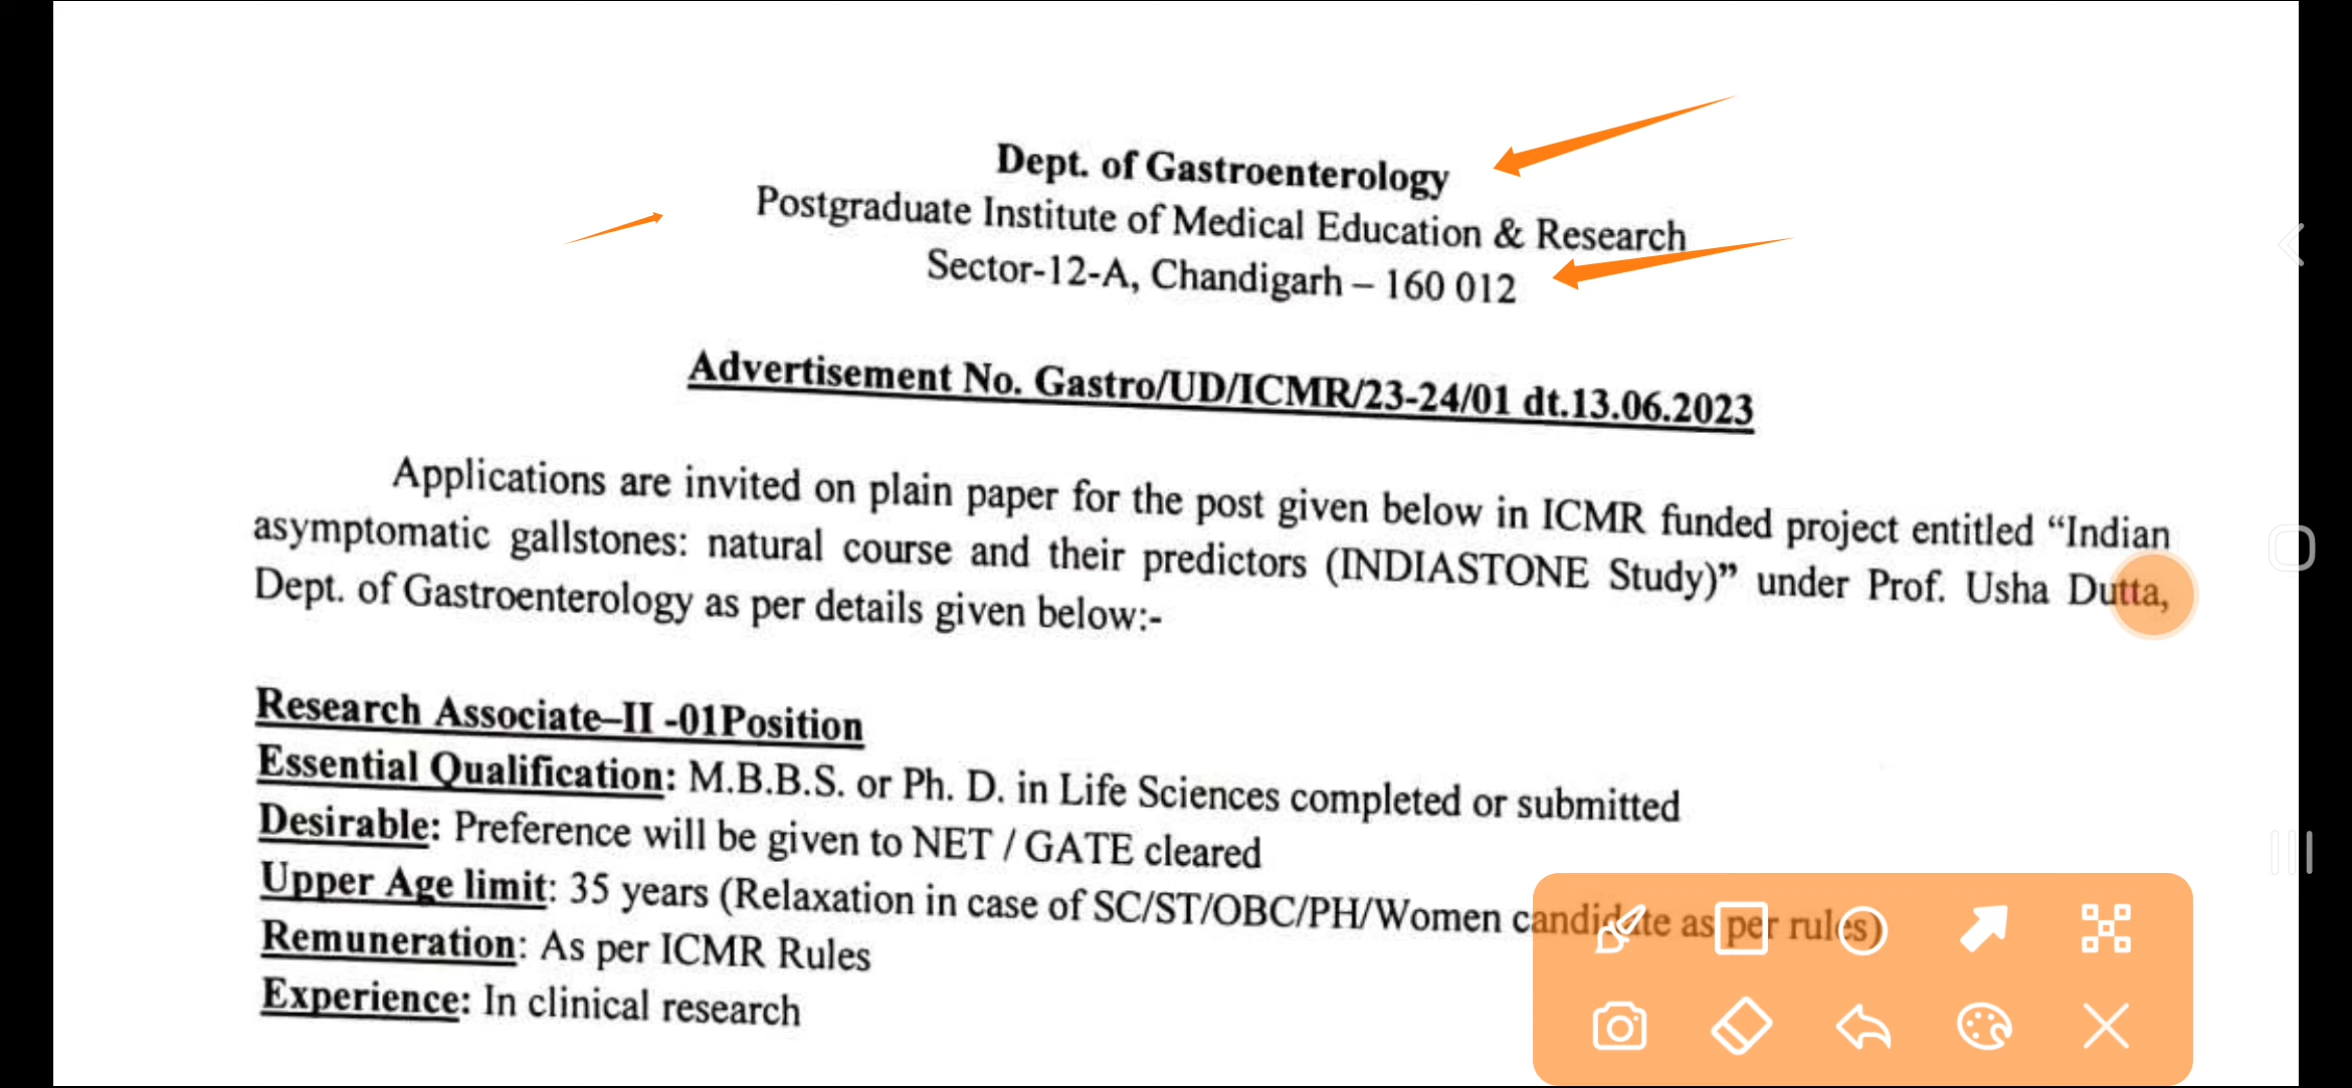 Dept. of Gastroenterology
Postgraduate Institute of Medical Education & Research
Sector-12-A, Chandigarh – 160 012
Advertisement No. Gastro/UD/ICMR/23-24/01 dt.13.06.2023
Applications are invited on plain paper for the post given below in ICMR funded project entitled “Indian
asymptomatic gallstones: natural course and their predictors (INDIASTONE Study)” under Prof. Usha Dutta,
Dept. of Gastroenterology as per details given below:-
Research Associate–II -01Position
Essential Qualification: M.B.B.S. or Ph. D. in Life Sciences completed or submitted
Desirable: Preference will be given to NET / GATE cleared
Upper Age limit: 35 years (Relaxation in case of SC/ST/OBC/PH/Women candidate as per rules)
Remuneration: As per ICMR Rules
Experience: In clinical research